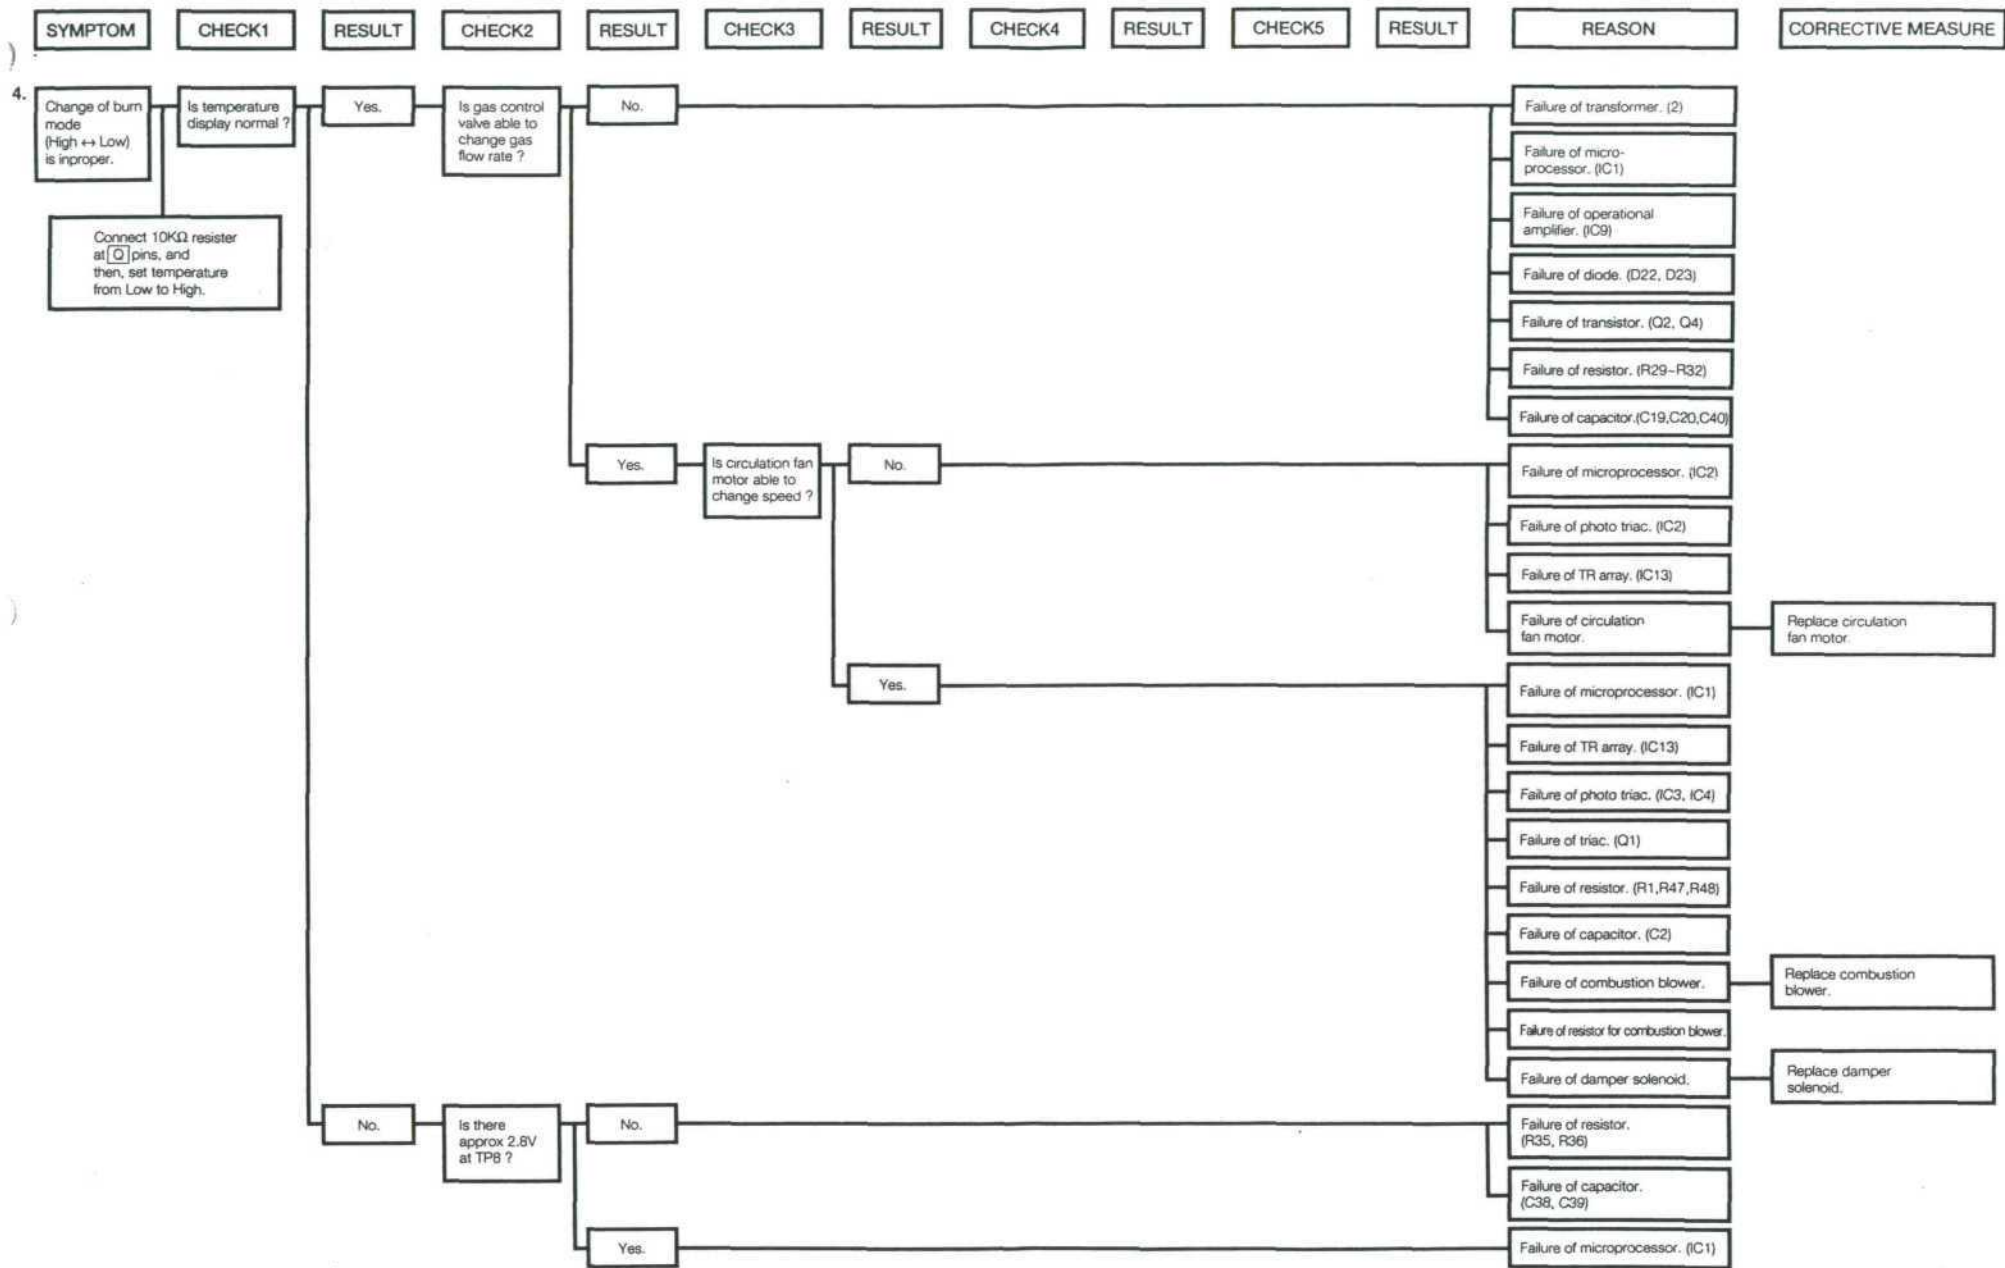 SYMPTOM
CHECK1
RESULT
CHECK2
RESULT
CHECK3
RESULT
CHECK4
RESULT
CHECK5
RESULT
REASON
CORRECTIVE MEASURE
4.
Change of burn
mode
(High ↔ Low)
is inproper.
Connect 10KΩ resister
at Q pins, and
then, set temperature
from Low to High.
Is temperature
display normal ?
Yes.
Is gas control
valve able to
change gas
flow rate ?
No.
Failure of transformer. (2)
Failure of micro-
processor. (IC1)
Failure of operational
amplifier. (IC9)
Failure of diode. (D22, D23)
Failure of transistor. (Q2, Q4)
Failure of resistor. (R29~R32)
Failure of capacitor.(C19,C20,C40)
Yes.
Is circulation fan
motor able to
change speed ?
No.
Failure of microprocessor. (IC2)
Failure of photo triac. (IC2)
Failure of TR array. (IC13)
Failure of circulation
fan motor.
Replace circulation
fan motor.
Yes.
Failure of microprocessor. (IC1)
Failure of TR array. (IC13)
Failure of photo triac. (IC3, IC4)
Failure of triac. (Q1)
Failure of resistor. (R1,R47,R48)
Failure of capacitor. (C2)
Failure of combustion blower.
Replace combustion
blower.
Failure of resistor for combustion blower.
Failure of damper solenoid.
Replace damper
solenoid.
No.
Is there
approx 2.8V
at TP8 ?
No.
Failure of resistor.
(R35, R36)
Failure of capacitor.
(C38, C39)
Yes.
Failure of microprocessor. (IC1)